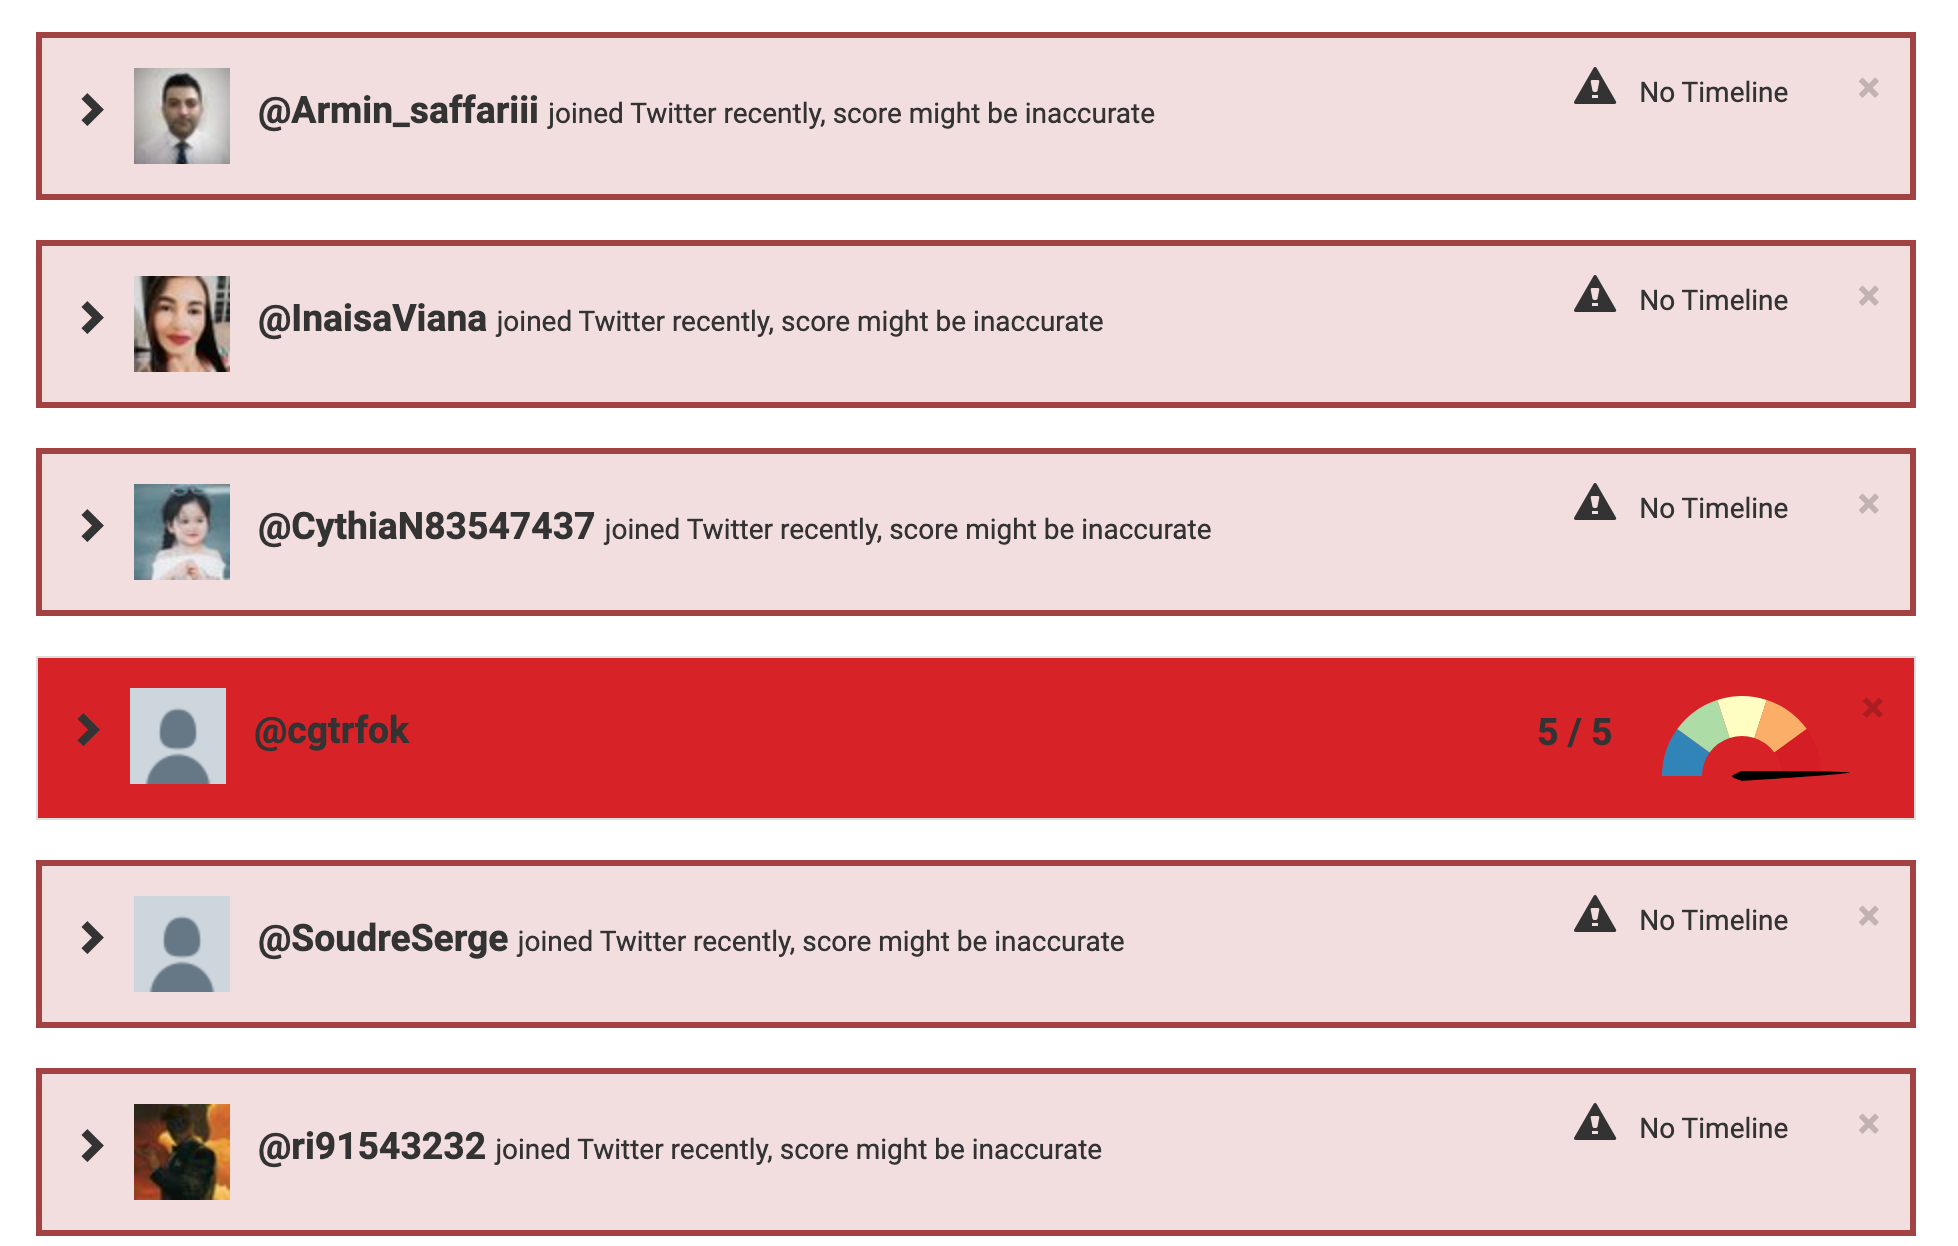 @Armin_saffariii joined Twitter recently, score might be inaccurate No Timeline ×
@InaisaViana joined Twitter recently, score might be inaccurate No Timeline ×
@CythiaN83547437 joined Twitter recently, score might be inaccurate No Timeline ×
@cgtrfok 5 / 5 ×
@SoudreSerge joined Twitter recently, score might be inaccurate No Timeline ×
@ri91543232 joined Twitter recently, score might be inaccurate No Timeline ×